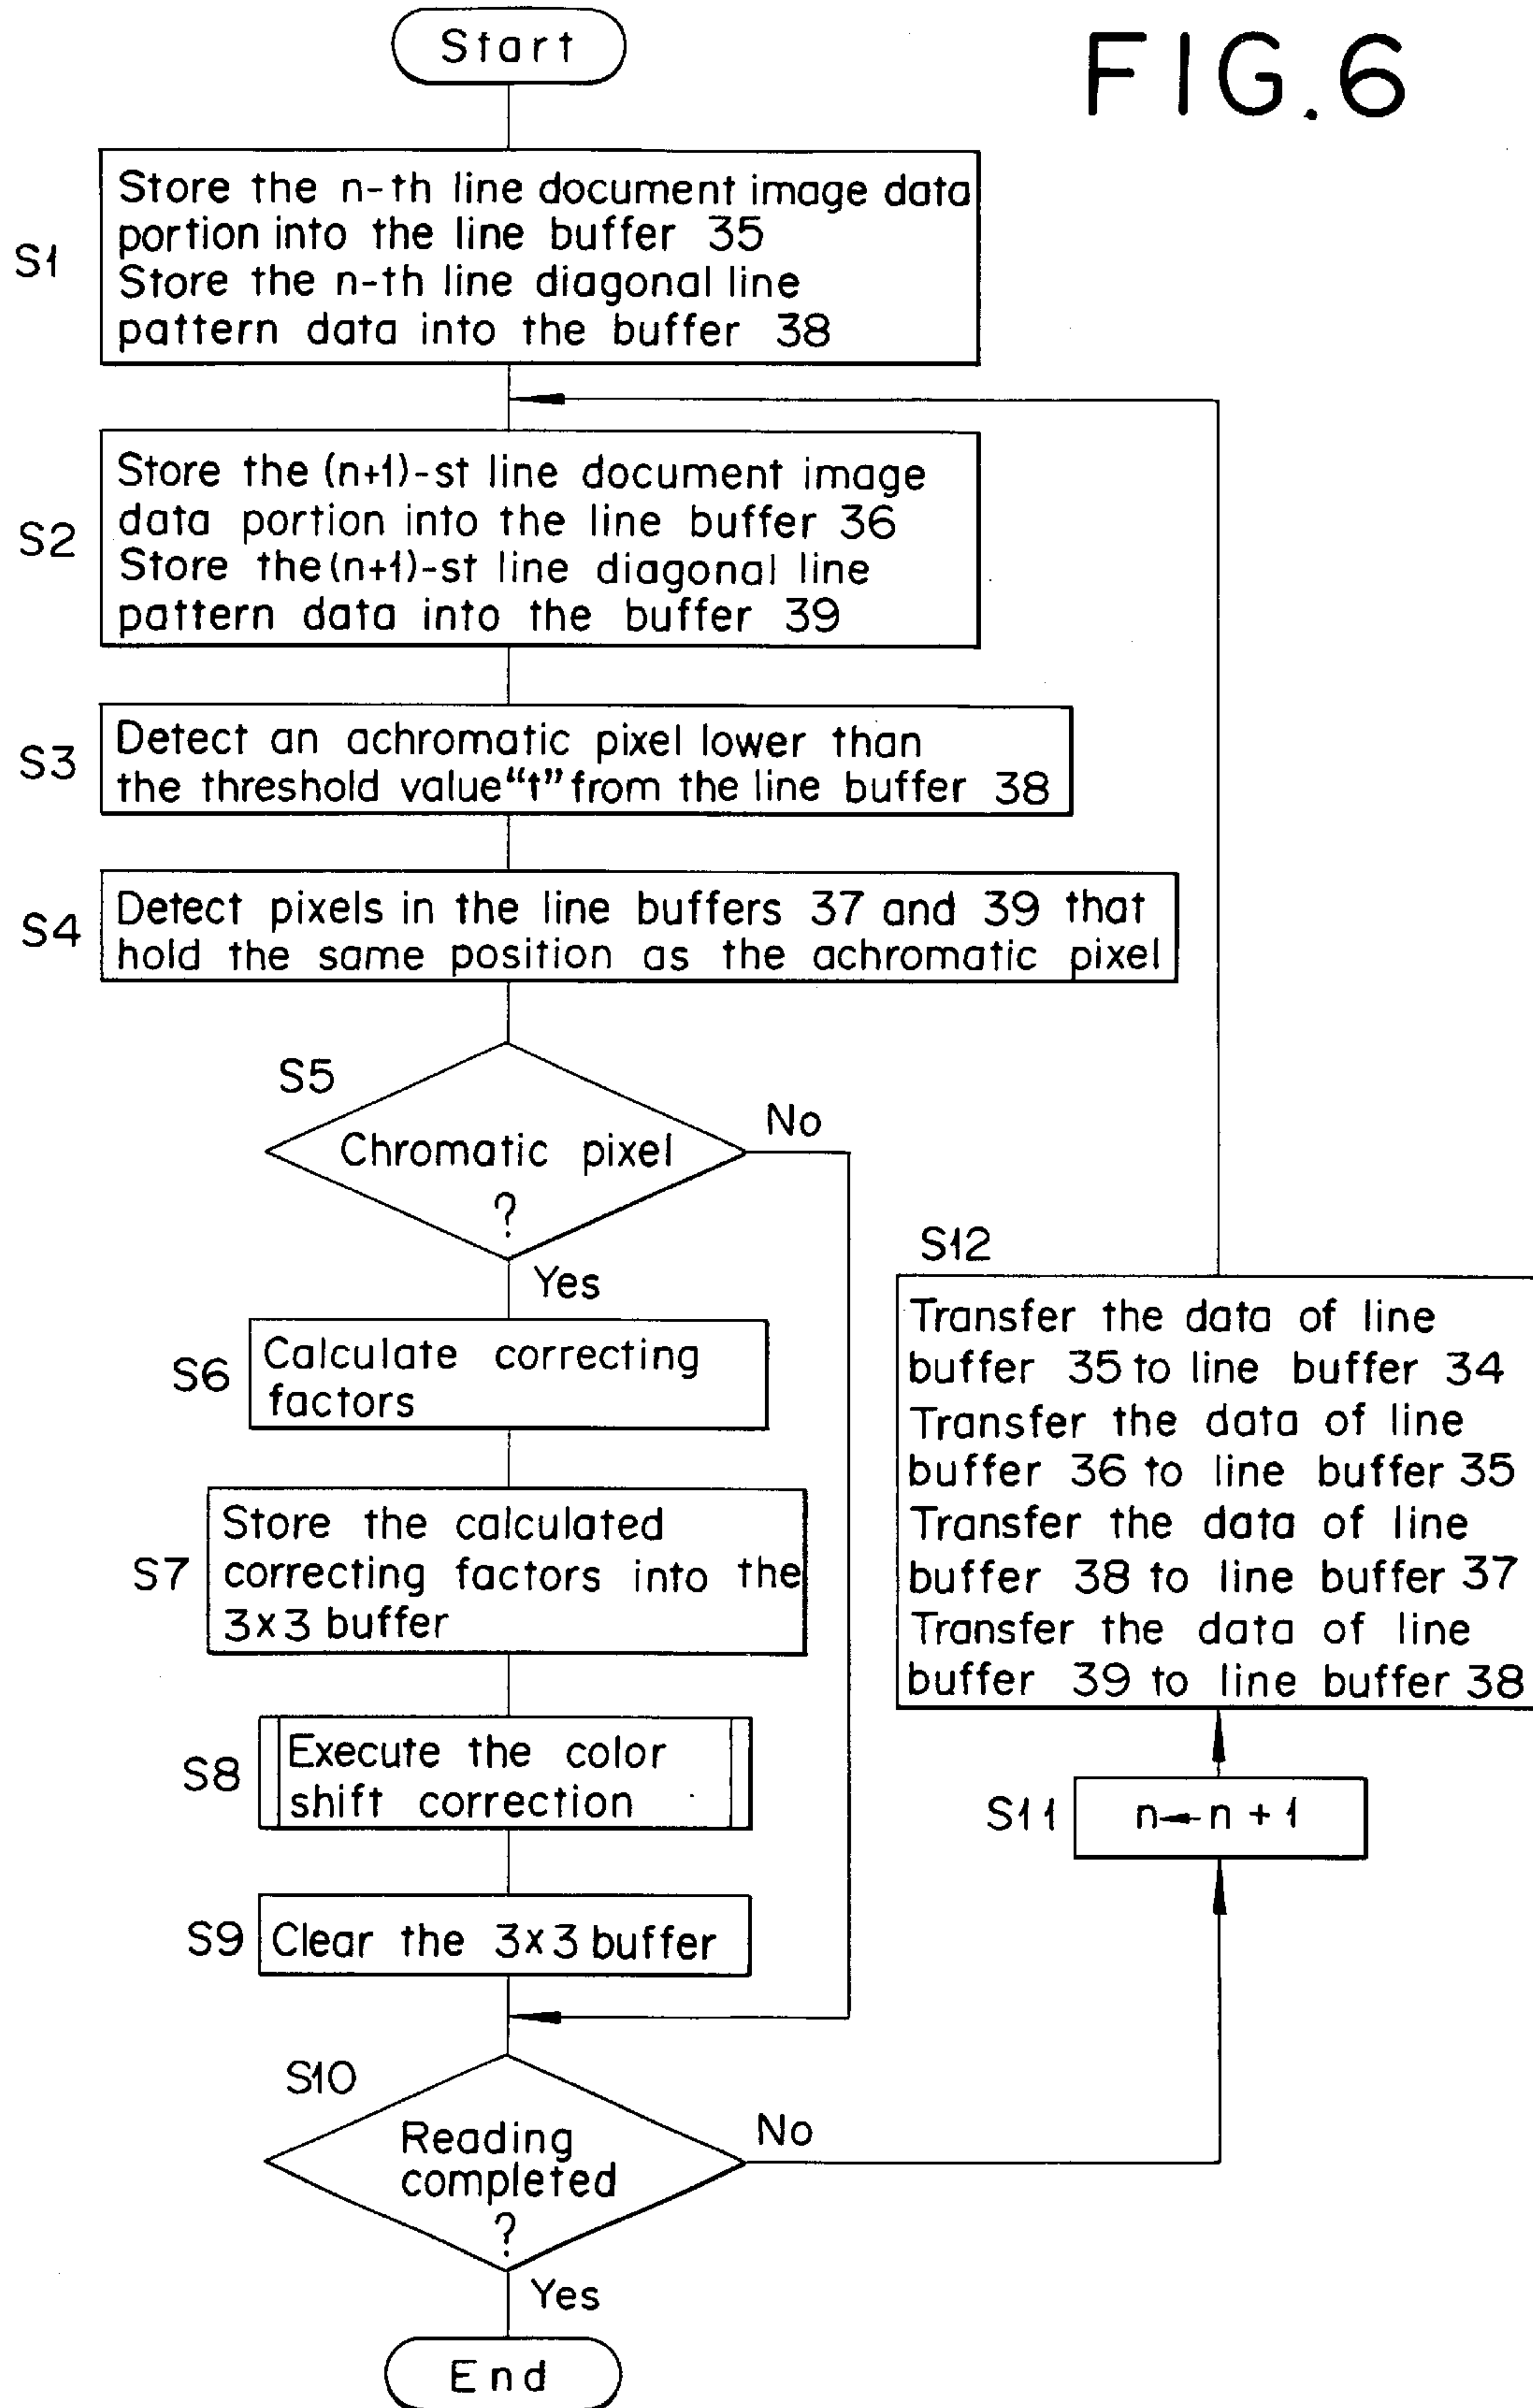 Start
FIG.6
S1
Store the n-th line document image data
portion into the line buffer 35
Store the n-th line diagonal line
pattern data into the buffer 38
S2
Store the (n+1)-st line document image
data portion into the line buffer 36
Store the (n+1)-st line diagonal line
pattern data into the buffer 39
S3
Detect an achromatic pixel lower than
the threshold value "t" from the line buffer 38
S4
Detect pixels in the line buffers 37 and 39 that
hold the same position as the achromatic pixel
S5
Chromatic pixel
?
No
Yes
S6
Calculate correcting
factors
S7
Store the calculated
correcting factors into the
3x3 buffer
S8
Execute the color
shift correction
S9
Clear the 3x3 buffer
S10
Reading
completed
?
No
Yes
End
S11
n←n + 1
S12
Transfer the data of line
buffer 35 to line buffer 34
Transfer the data of line
buffer 36 to line buffer 35
Transfer the data of line
buffer 38 to line buffer 37
Transfer the data of line
buffer 39 to line buffer 38